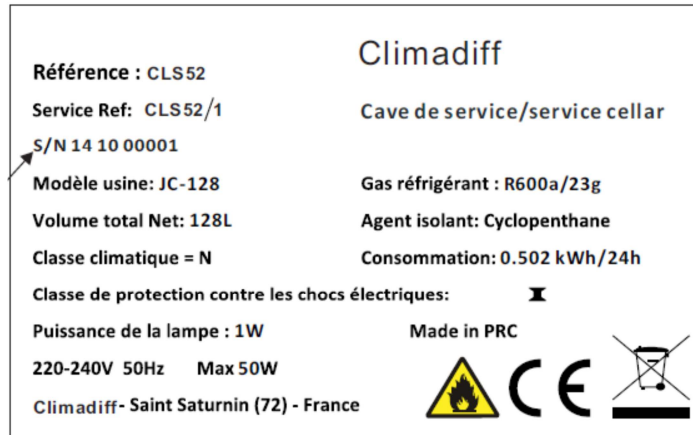 Climadiff
Référence : CLS52
Service Ref: CLS52/1
Cave de service/service cellar
S/N 14 10 00001
Modèle usine: JC-128
Gas réfrigérant : R600a/23g
Volume total Net: 128L
Agent isolant: Cyclopenthane
Classe climatique = N
Consommation: 0.502 kWh/24h
Classe de protection contre les chocs électriques: I
Puissance de la lampe : 1W
Made in PRC
220-240V 50Hz Max 50W
Climadiff- Saint Saturnin (72) - France
CE